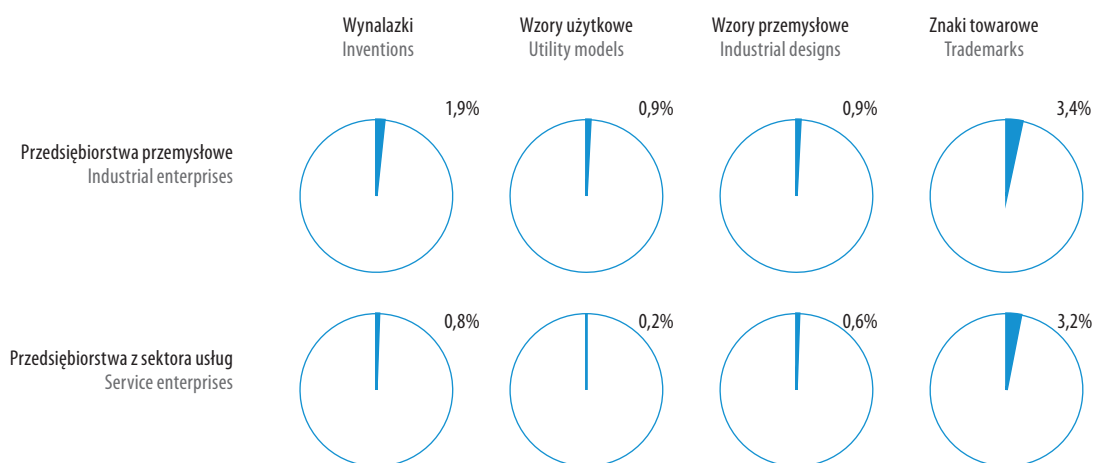 Wynalazki
Inventions
Wzory użytkowe
Utility models
Wzory przemysłowe
Industrial designs
Znaki towarowe
Trademarks
Przedsiębiorstwa przemysłowe
Industrial enterprises
1,9%
0,9%
0,9%
3,4%
Przedsiębiorstwa z sektora usług
Service enterprises
0,8%
0,2%
0,6%
3,2%